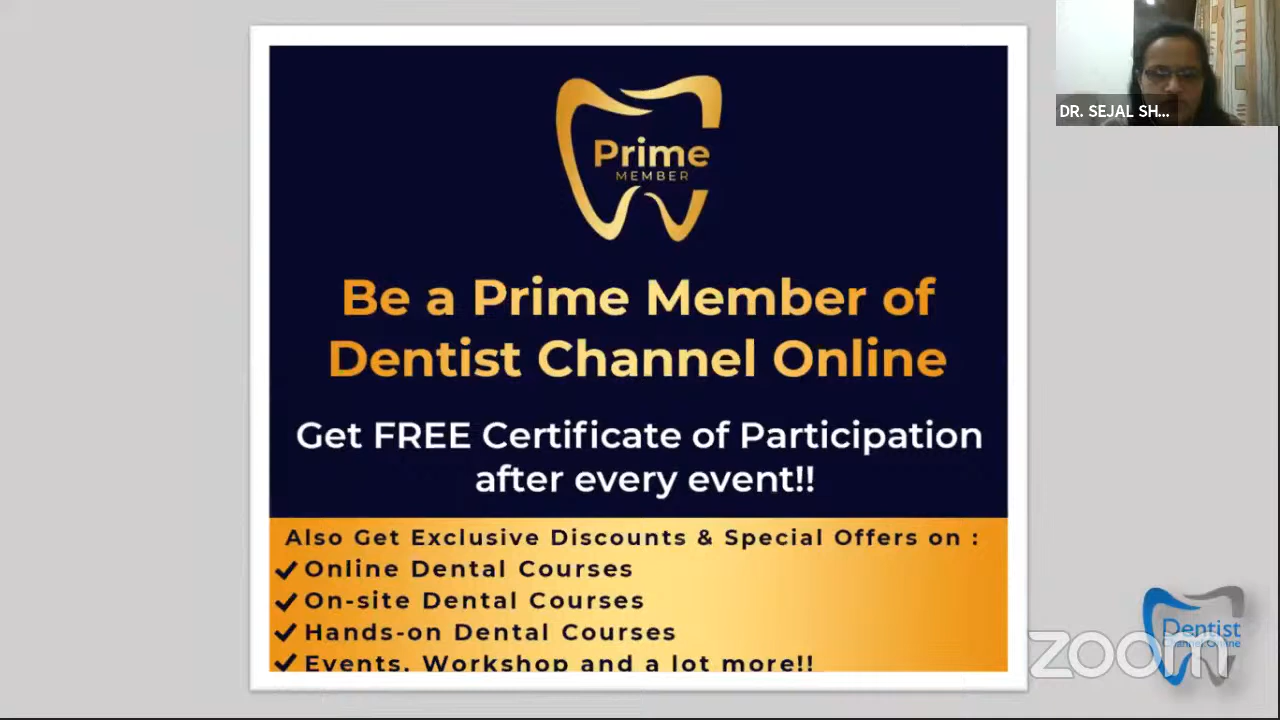 DR. SEJAL SH...
Prime
MEMBER
Be a Prime Member of
Dentist Channel Online
Get FREE Certificate of Participation
after every event!!
Also Get Exclusive Discounts & Special Offers on :
Online Dental Courses
On-site Dental Courses
Hands-on Dental Courses
Events, Workshop and a lot more!!
Dentist
Channel.Online
zoom